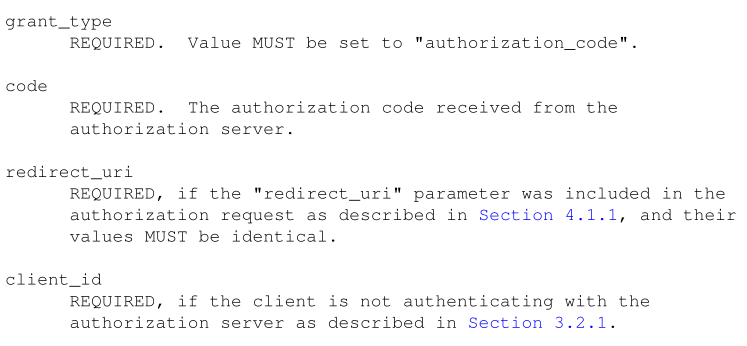 grant_type
REQUIRED.  Value MUST be set to "authorization_code".
code
REQUIRED.  The authorization code received from the
authorization server.
redirect_uri
REQUIRED, if the "redirect_uri" parameter was included in the
authorization request as described in Section 4.1.1, and their
values MUST be identical.
client_id
REQUIRED, if the client is not authenticating with the
authorization server as described in Section 3.2.1.